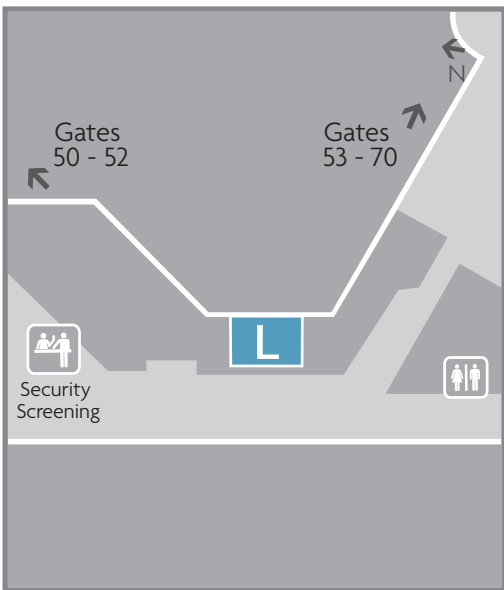 N
Gates
50 - 52
Gates
53 - 70
L
Security
Screening